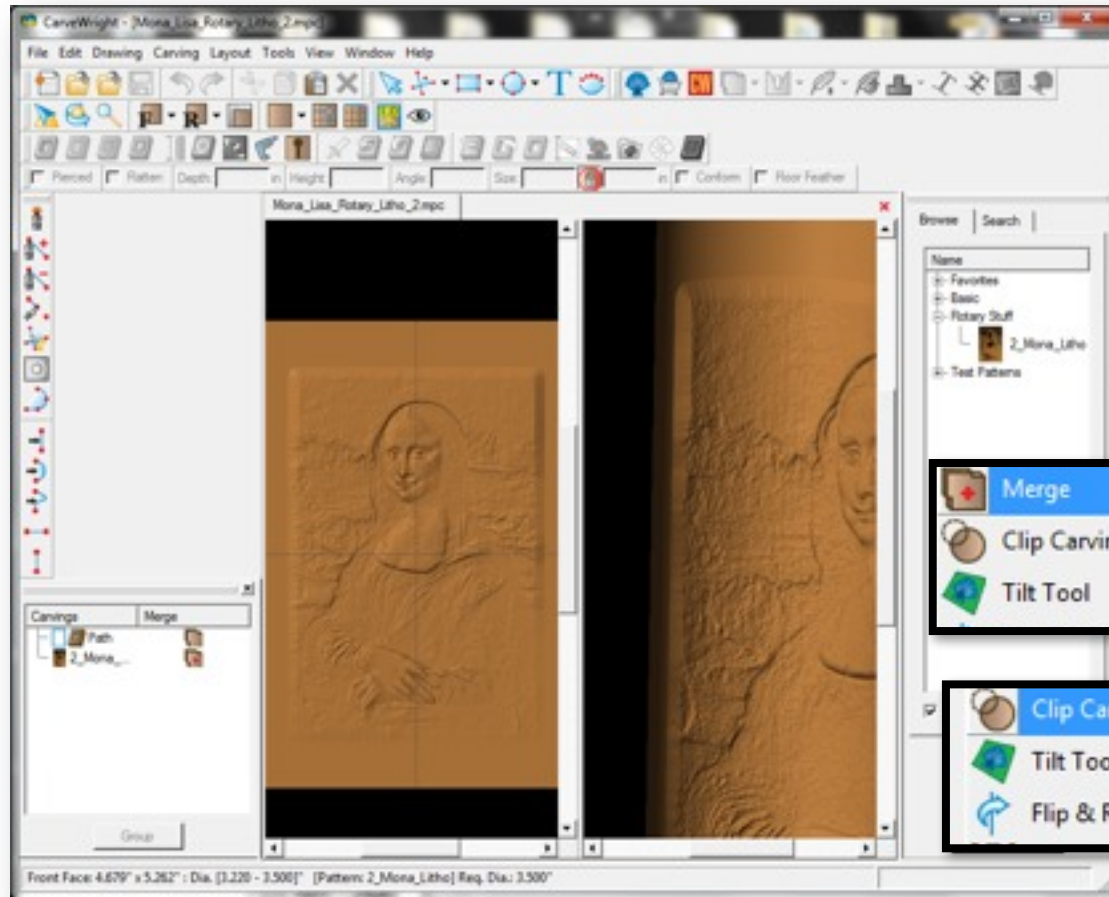 CarveWright - [Mona_Lisa_Rotary_Litho_2.mpc]
File Edit Drawing Carving Layout Tools View Window Help
T CW
F R
Pierced Flatten Depth: in Height Angle Size: in Conform Floor Feather
Mona_Lisa_Rotary_Litho_2.mpc
Browse Search
Name
Favorites
Basic
Rotary Stuff
2_Mona_Litho
Test Patterns
Merge
Clip Carvin
Tilt Tool
Carvings Merge
Path
2_Mona_...
Clip Ca
Tilt Too
Flip & R
Group
Front Face: 4.679" x 5.262" : Dia. [3.220 - 3.500]" [Pattern: 2_Mona_Litho] Req. Dia.: 3.500"